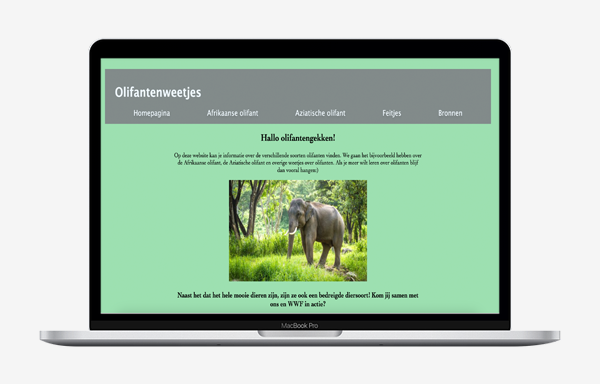 Olifantenweetjes
Homepagina Afrikaanse olifant Aziatische olifant Feitjes Bronnen
Hallo olifantengekken!
Op deze website kan je informatie over de verschillende soorten olifanten vinden. We gaan het bijvoorbeeld hebben over
de Afrikaanse olifant, de Aziatische olifant en overige weetjes over olifanten. Als je meer wilt leren over olifanten blijf
dan vooral hangen:)
Naast het dat het hele mooie dieren zijn, zijn ze ook een bedreigde diersoort! Kom jij samen met
ons en WWF in actie?
MacBook Pro